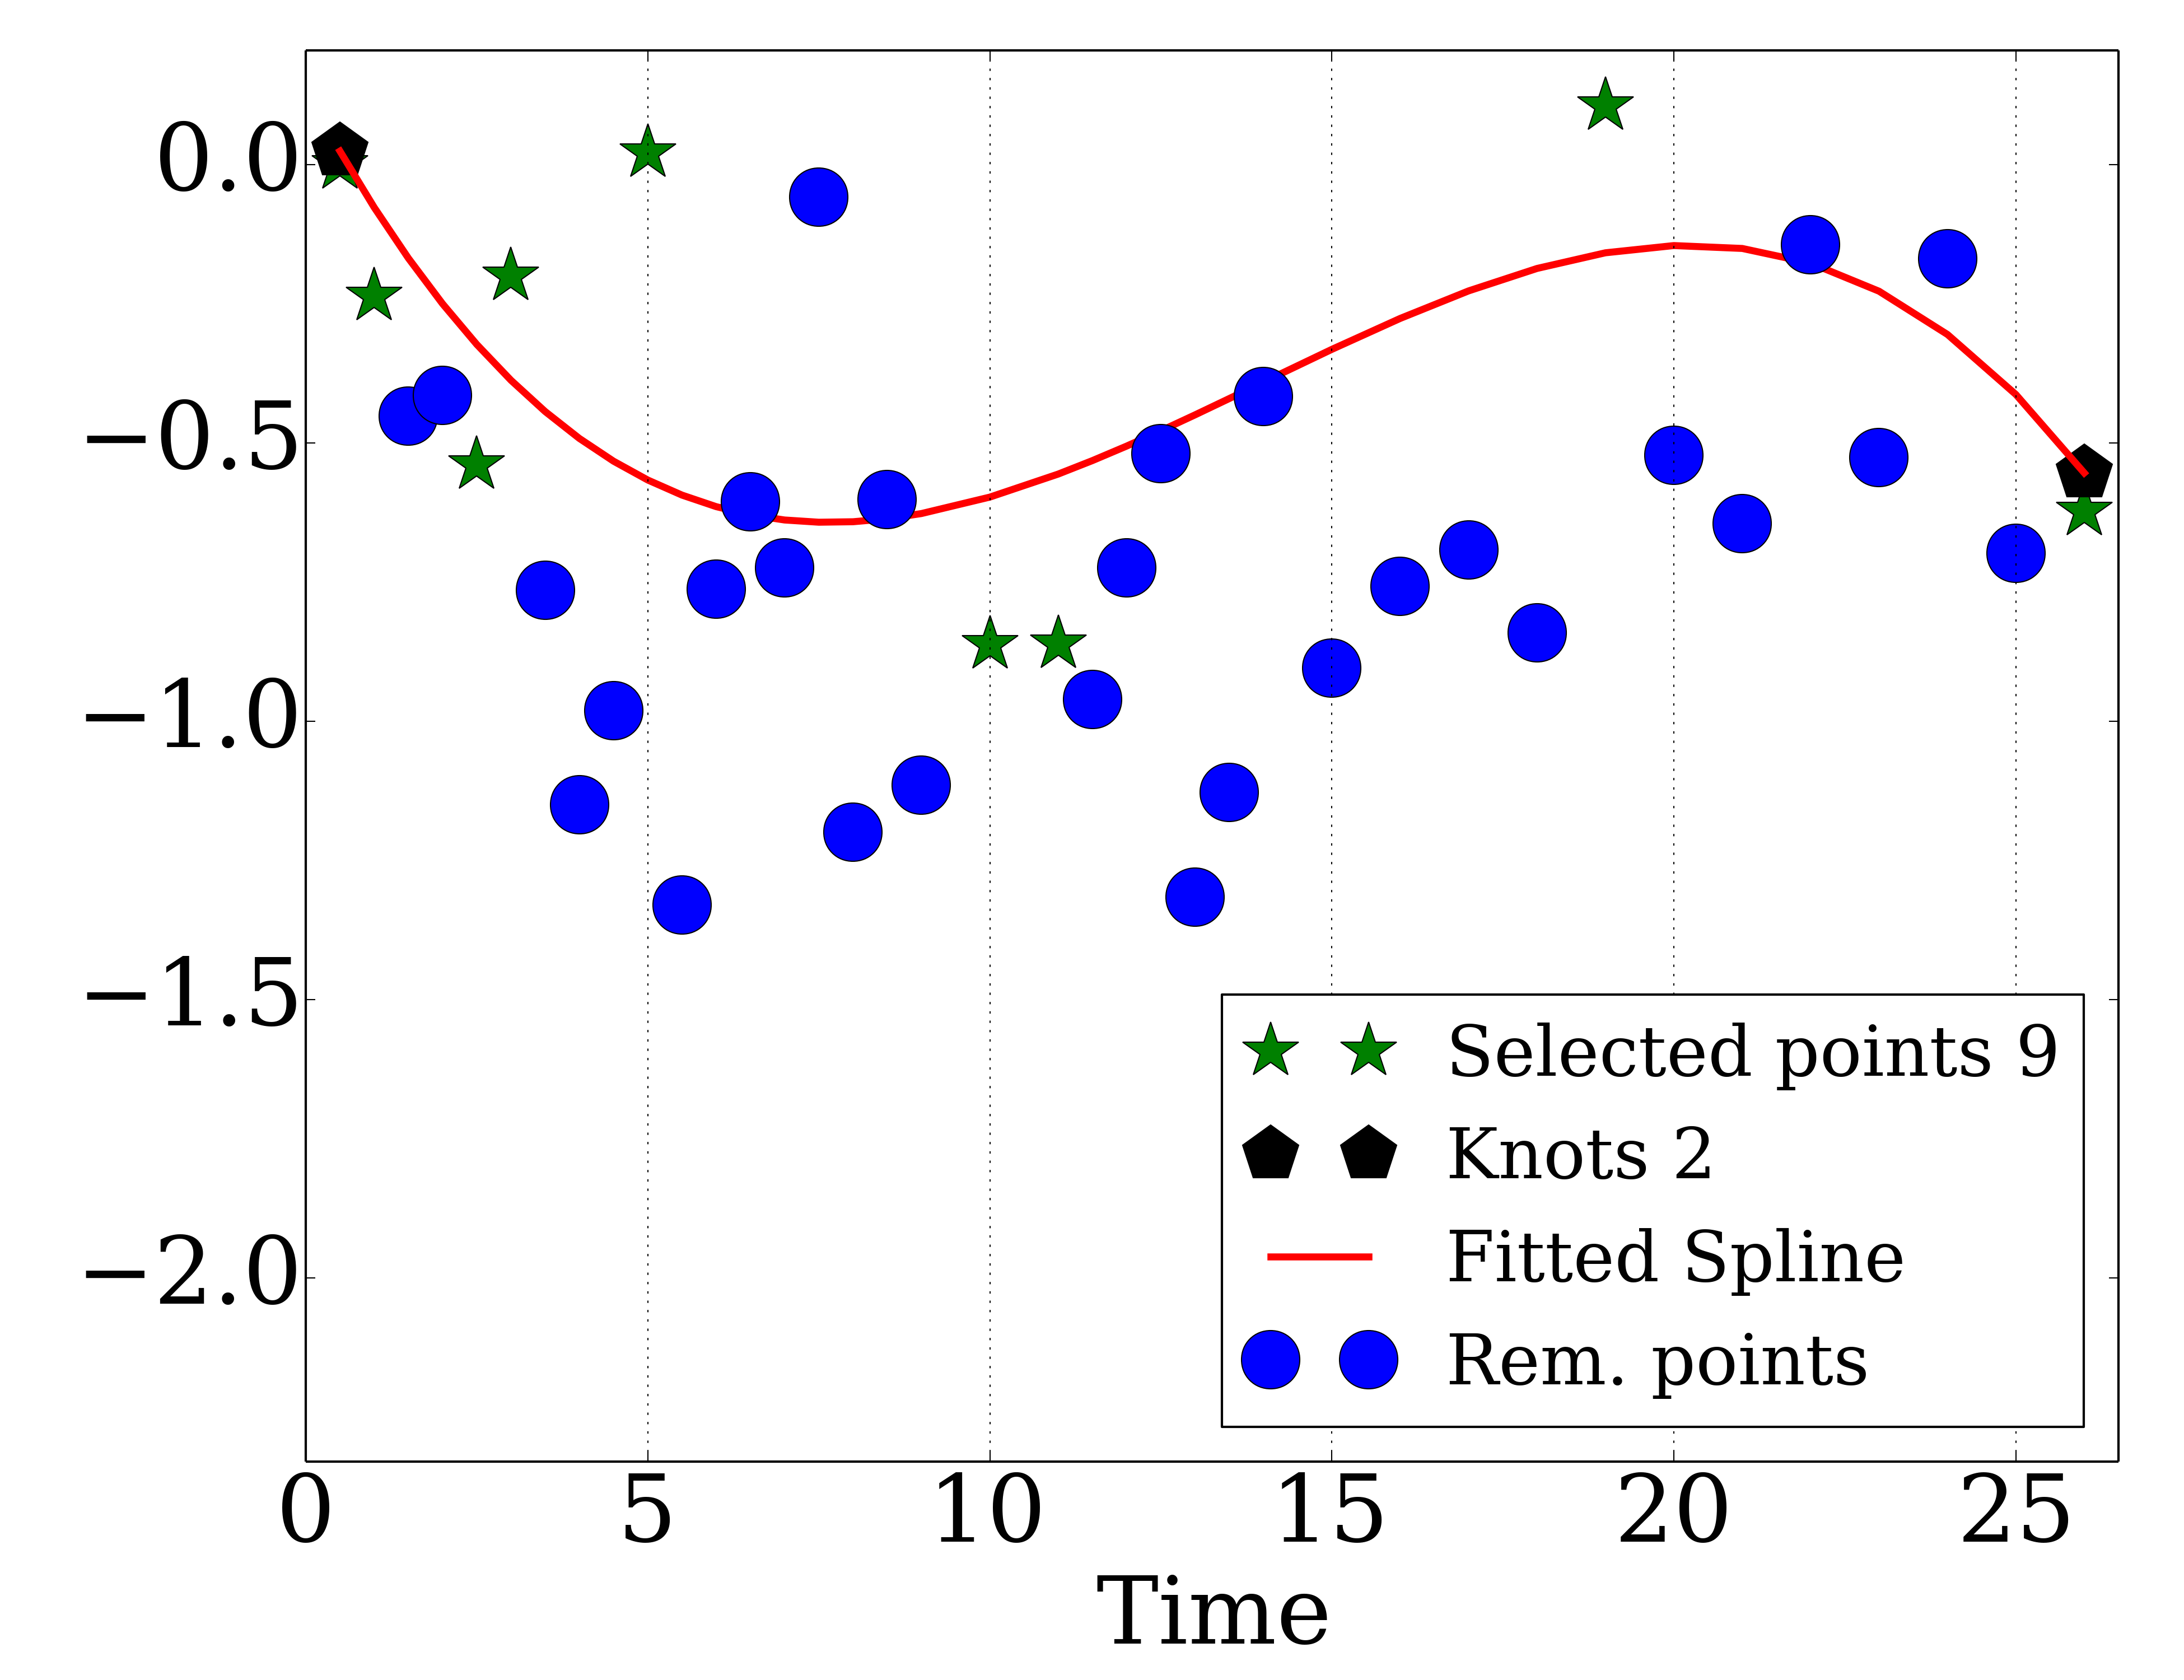 0.0
−0.5
−1.0
−1.5
−2.0
Selected points 9
Knots 2
Fitted Spline
Rem. points
0 5 10 15 20 25
Time